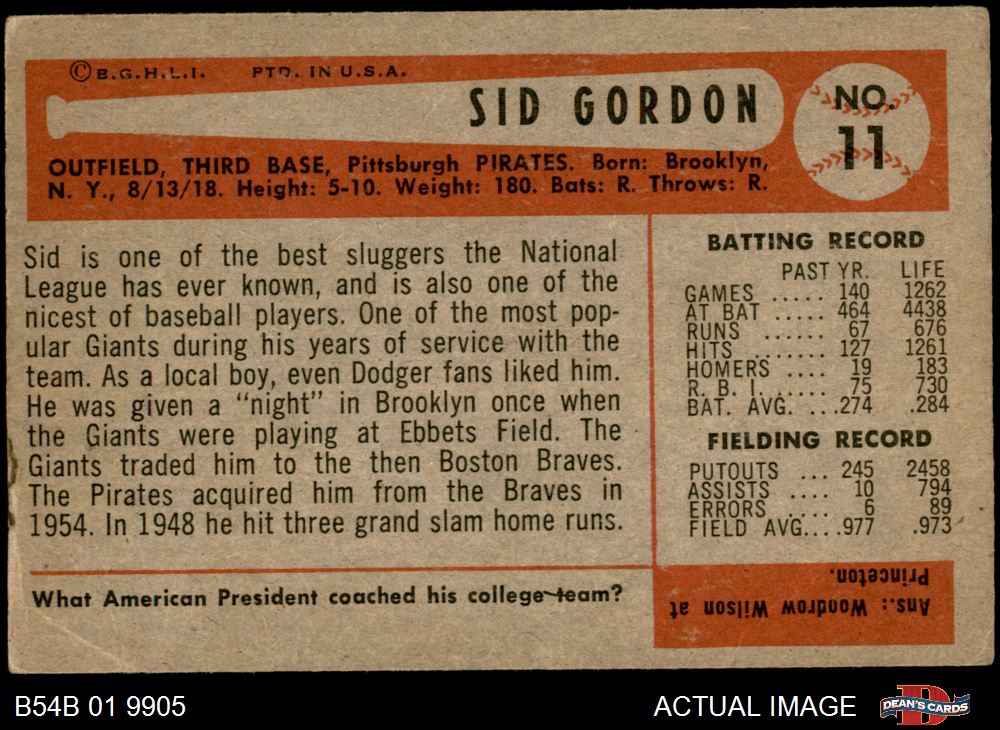 © B.G.H.L.I. PTD. IN U.S.A.
SID GORDON
NO.
11
OUTFIELD, THIRD BASE, Pittsburgh PIRATES. Born: Brooklyn,
N. Y., 8/13/18. Height: 5-10. Weight: 180. Bats: R. Throws: R.
Sid is one of the best sluggers the National
League has ever known, and is also one of the
nicest of baseball players. One of the most pop-
ular Giants during his years of service with the
team. As a local boy, even Dodger fans liked him.
He was given a "night" in Brooklyn once when
the Giants were playing at Ebbets Field. The
Giants traded him to the then Boston Braves.
The Pirates acquired him from the Braves in
1954. In 1948 he hit three grand slam home runs.
BATTING RECORD
PAST YR. LIFE
GAMES ..... 140 1262
AT BAT ..... 464 4438
RUNS ..... 67 676
HITS ....... 127 1261
HOMERS .... 19 183
R. B. I. ..... 75 730
BAT. AVG. ...274 .284
FIELDING RECORD
PUTOUTS ... 245 2458
ASSISTS .... 10 794
ERRORS .... 6 89
FIELD AVG....977 .973
What American President coached his college team?
Ans.: Woodrow Wilson at
Princeton.
B54B 01 9905
ACTUAL IMAGE
D
DEAN'S CARDS